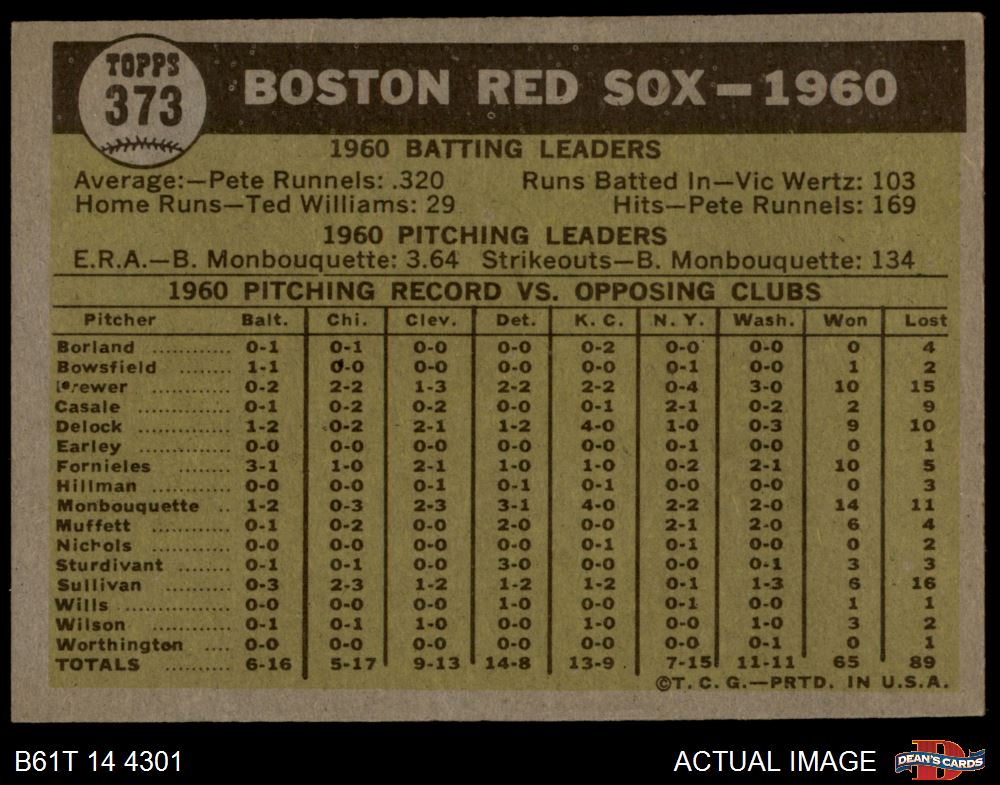 TOPPS
373
BOSTON RED SOX—1960
1960 BATTING LEADERS
Average:—Pete Runnels: .320 Runs Batted In—Vic Wertz: 103
Home Runs—Ted Williams: 29 Hits—Pete Runnels: 169
1960 PITCHING LEADERS
E.R.A.—B. Monbouquette: 3.64 Strikeouts—B. Monbouquette: 134
1960 PITCHING RECORD VS. OPPOSING CLUBS
Pitcher Balt. Chi. Clev. Det. K. C. N. Y. Wash. Won Lost
Borland ............ 0-1 0-1 0-0 0-0 0-2 0-0 0-0 0 4
Bowsfield ........ 1-1 0-0 0-0 0-0 0-0 0-1 0-0 1 2
Brewer ............ 0-2 2-2 1-3 2-2 2-2 0-4 3-0 10 15
Casale .............. 0-1 0-2 0-2 0-0 0-1 2-1 0-2 2 9
Delock .............. 1-2 0-2 2-1 1-2 4-0 1-0 0-3 9 10
Earley .............. 0-0 0-0 0-0 0-0 0-0 0-1 0-0 0 1
Fornieles ........ 3-1 1-0 2-1 1-0 1-0 0-2 2-1 10 5
Hillman ............ 0-0 0-0 0-1 0-1 0-1 0-0 0-0 0 3
Monbouquette .. 1-2 0-3 2-3 3-1 4-0 2-2 2-0 14 11
Muffett ............ 0-1 0-2 0-0 2-0 0-0 2-1 2-0 6 4
Nichols ............ 0-0 0-0 0-0 0-0 0-1 0-1 0-0 0 2
Sturdivant ........ 0-1 0-1 0-0 3-0 0-0 0-0 0-1 3 3
Sullivan ............ 0-3 2-3 1-2 1-2 1-2 0-1 1-3 6 16
Wills ................ 0-0 0-0 0-0 1-0 0-0 0-1 0-0 1 1
Wilson .............. 0-1 0-1 1-0 0-0 1-0 0-0 1-0 3 2
Worthington .... 0-0 0-0 0-0 0-0 0-0 0-0 0-1 0 1
TOTALS .......... 6-16 5-17 9-13 14-8 13-9 7-15 11-11 65 89
©T. C. G.—PRTD. IN U.S.A.
B61T 14 4301 ACTUAL IMAGE D DEAN'S CARDS